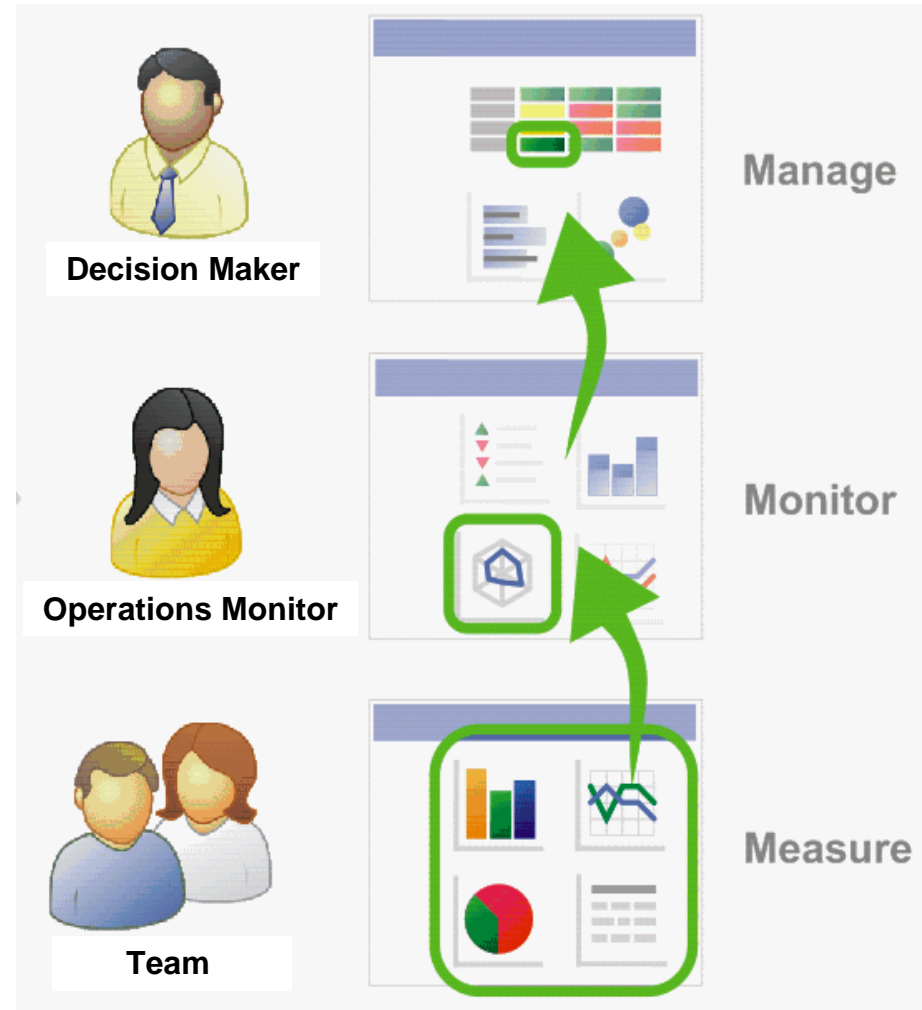 Decision Maker
Manage
Operations Monitor
Monitor
Team
Measure